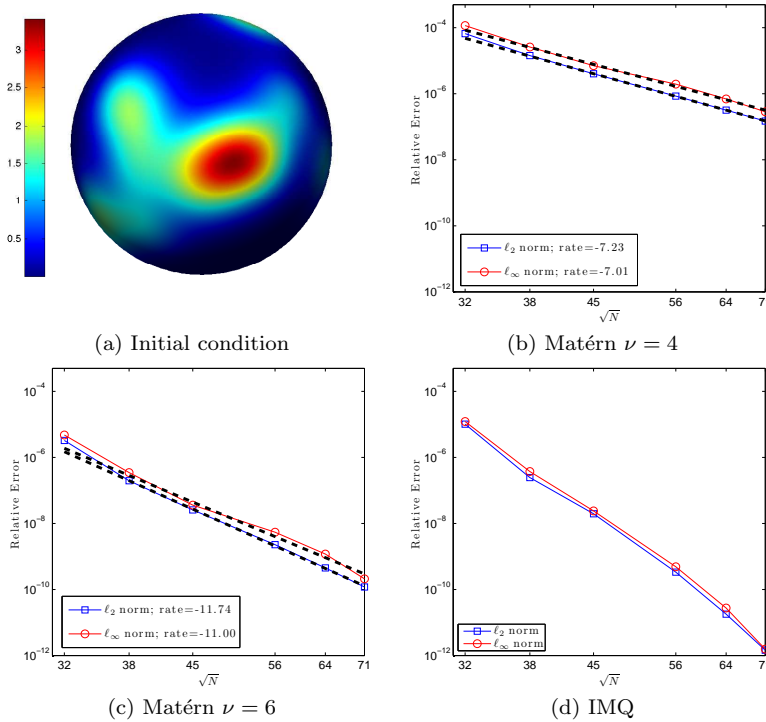 3
2.5
2
1.5
1
0.5
(a) Initial condition
10⁻⁴
10⁻⁶
10⁻⁸
10⁻¹⁰
10⁻¹²
Relative Error
ℓ₂ norm; rate=-7.23
ℓ∞ norm; rate=-7.01
32 38 45 56 64 7
√N
(b) Matérn ν = 4
10⁻⁴
10⁻⁶
10⁻⁸
10⁻¹⁰
10⁻¹²
Relative Error
ℓ₂ norm; rate=-11.74
ℓ∞ norm; rate=-11.00
32 38 45 56 64 71
√N
(c) Matérn ν = 6
10⁻⁴
10⁻⁶
10⁻⁸
10⁻¹⁰
10⁻¹²
Relative Error
ℓ₂ norm
ℓ∞ norm
32 38 45 56 64 7
√N
(d) IMQ